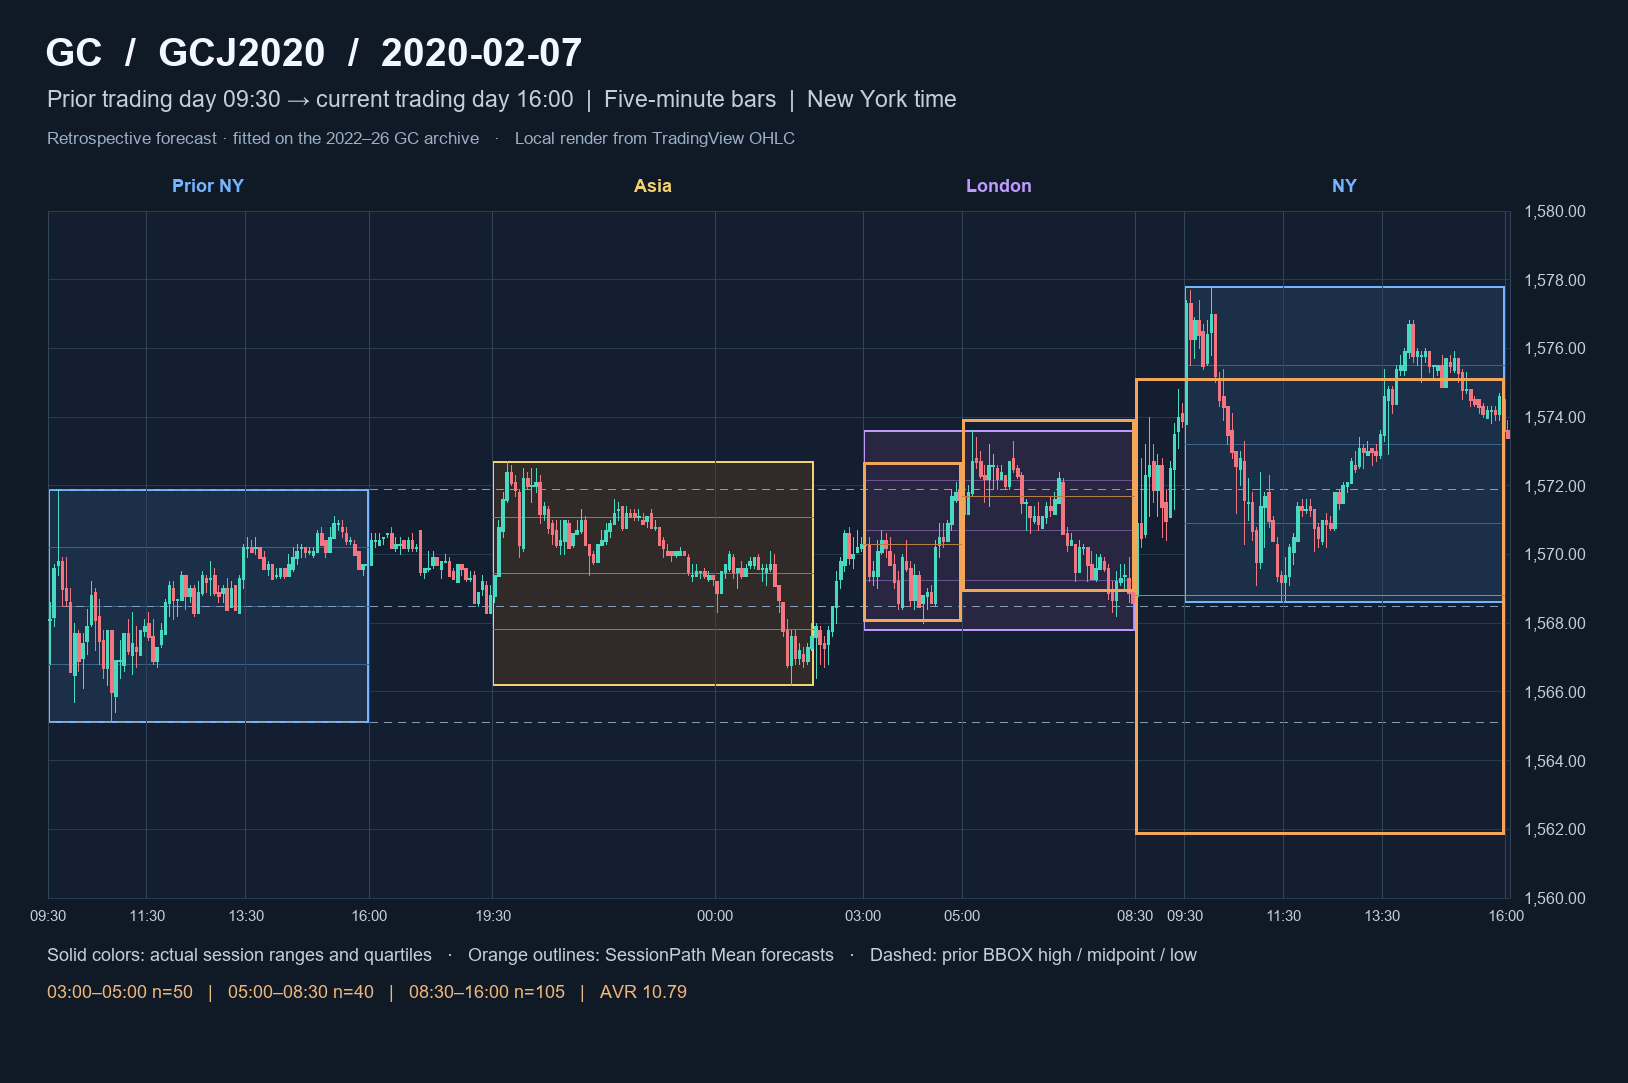 GC / GCJ2020 / 2020-02-07
Prior trading day 09:30 → current trading day 16:00 | Five-minute bars | New York time
Retrospective forecast · fitted on the 2022–26 GC archive · Local render from TradingView OHLC
Prior NY Asia London NY
1,580.00
1,578.00
1,576.00
1,574.00
1,572.00
1,570.00
1,568.00
1,566.00
1,564.00
1,562.00
1,560.00
09:30 11:30 13:30 16:00 19:30 00:00 03:00 05:00 08:30 09:30 11:30 13:30 16:00
Solid colors: actual session ranges and quartiles · Orange outlines: SessionPath Mean forecasts · Dashed: prior BBOX high / midpoint / low
03:00–05:00 n=50 | 05:00–08:30 n=40 | 08:30–16:00 n=105 | AVR 10.79